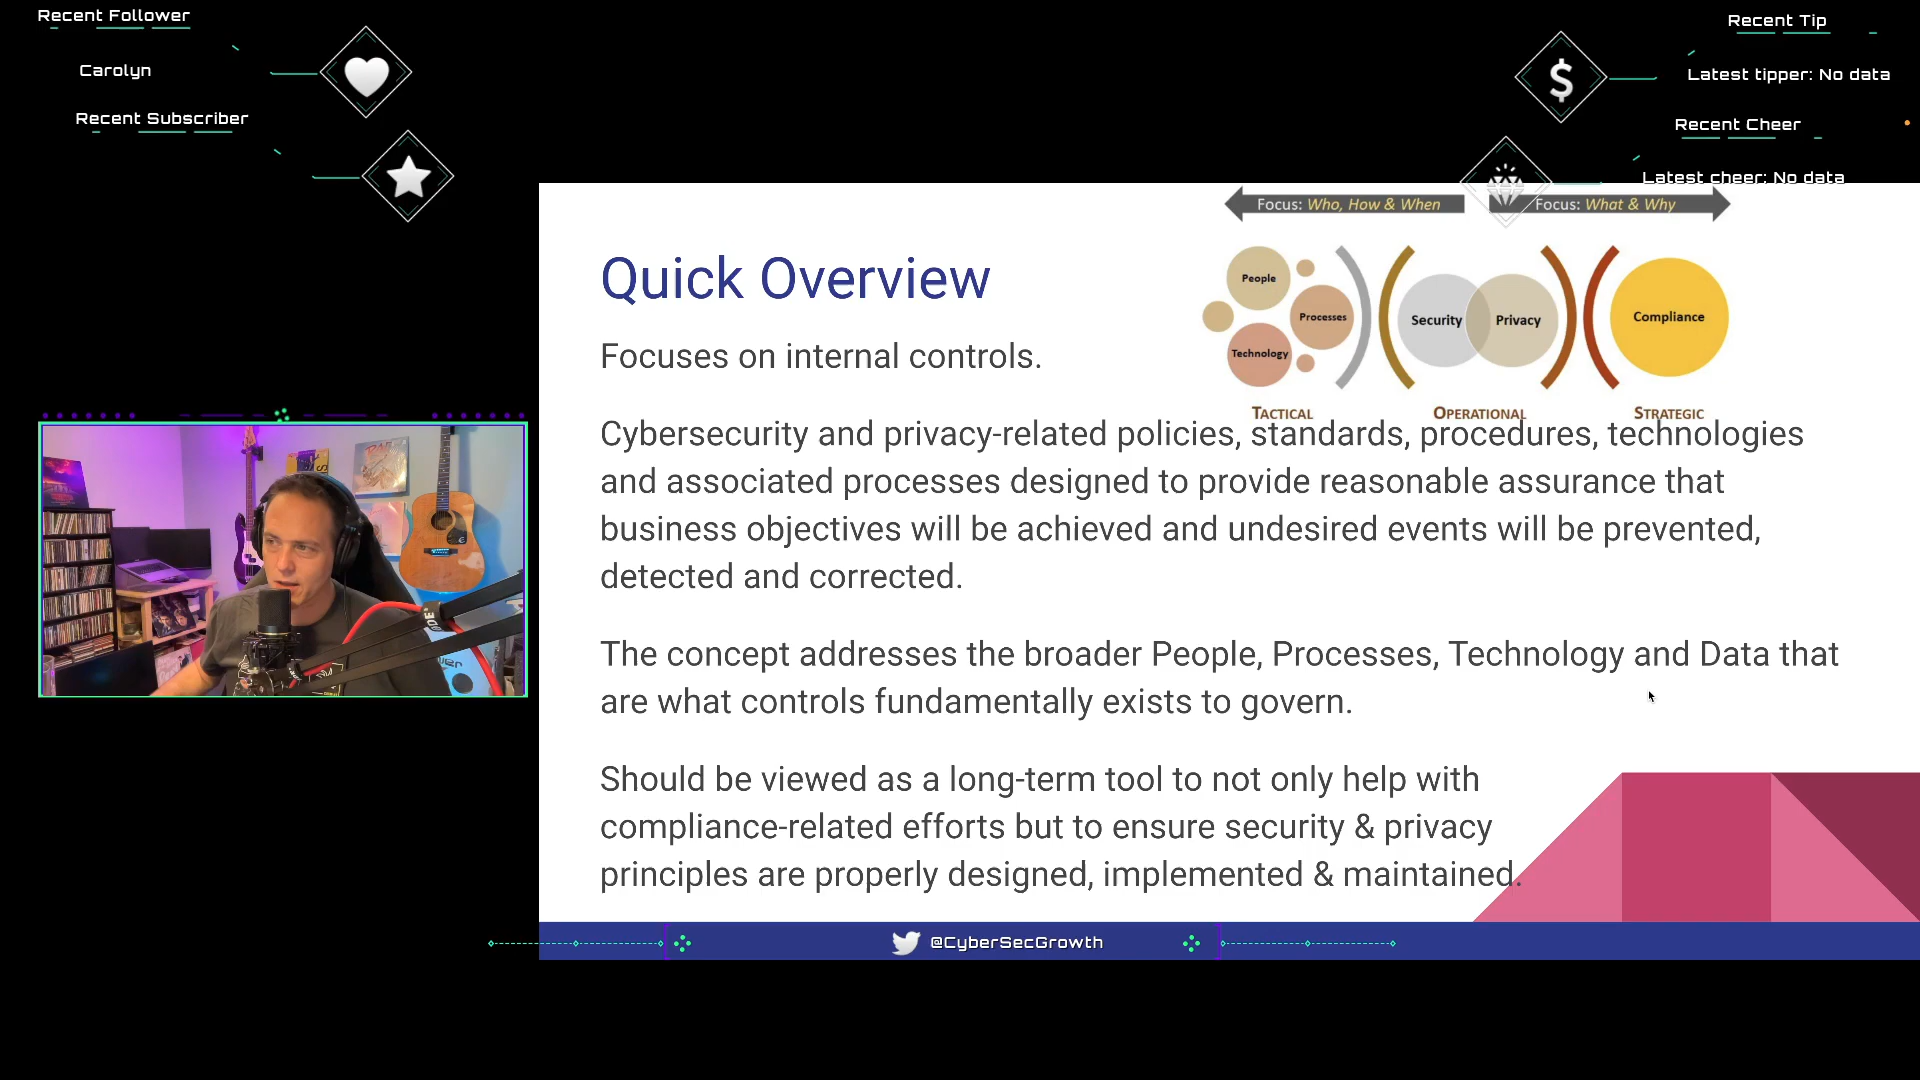 Recent Follower
Carolyn
Recent Subscriber
Recent Tip
Latest tipper: No data
Recent Cheer
Latest cheer: No data
Focus: Who, How & When
Focus: What & Why
People
Processes
Technology
Security
Privacy
Compliance
TACTICAL
OPERATIONAL
STRATEGIC
Quick Overview
Focuses on internal controls.
Cybersecurity and privacy-related policies, standards, procedures, technologies
and associated processes designed to provide reasonable assurance that
business objectives will be achieved and undesired events will be prevented,
detected and corrected.
The concept addresses the broader People, Processes, Technology and Data that
are what controls fundamentally exists to govern.
Should be viewed as a long-term tool to not only help with
compliance-related efforts but to ensure security & privacy
principles are properly designed, implemented & maintained.
@CyberSecGrowth